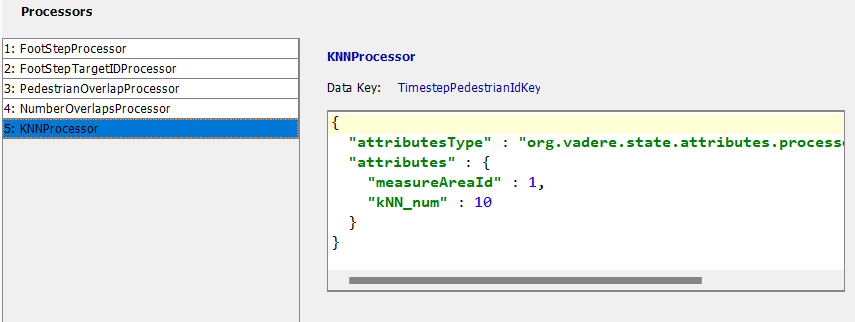 Processors
1: FootStepProcessor
2: FootStepTargetIDProcessor
3: PedestrianOverlapProcessor
4: NumberOverlapsProcessor
5: KNNProcessor
KNNProcessor
Data Key: TimestepPedestrianIdKey
{
"attributesType" : "org.vadere.state.attributes.processo
"attributes" : {
"measureAreaId" : 1,
"kNN_num" : 10
}
}